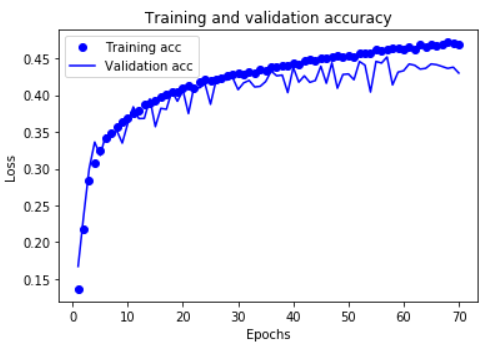 Training and validation accuracy
Training acc
Validation acc
0.45
0.40
0.35
0.30
0.25
0.20
0.15
Loss
0 10 20 30 40 50 60 70
Epochs